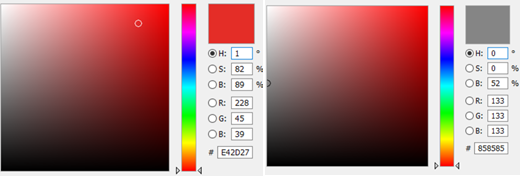 H: 1 °
S: 82 %
B: 89 %
R: 228
G: 45
B: 39
# E42D27
H: 0 °
S: 0 %
B: 52 %
R: 133
G: 133
B: 133
# 858585